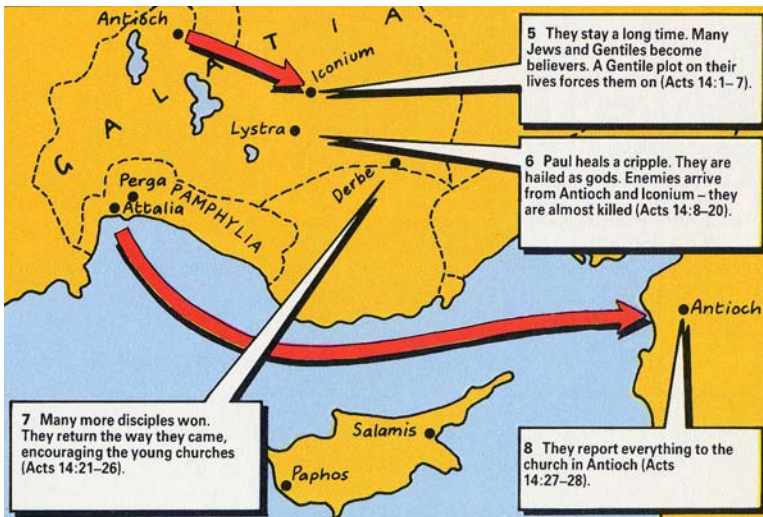 Antioch
G A L A T I A
Iconium
Lystra
Derbe
Perga
PAMPHYLIA
Attalia
Antioch
Salamis
Paphos
5 They stay a long time. Many
Jews and Gentiles become
believers. A Gentile plot on their
lives forces them on (Acts 14:1–7).
6 Paul heals a cripple. They are
hailed as gods. Enemies arrive
from Antioch and Iconium – they
are almost killed (Acts 14:8–20).
7 Many more disciples won.
They return the way they came,
encouraging the young churches
(Acts 14:21–26).
8 They report everything to the
church in Antioch (Acts
14:27–28).